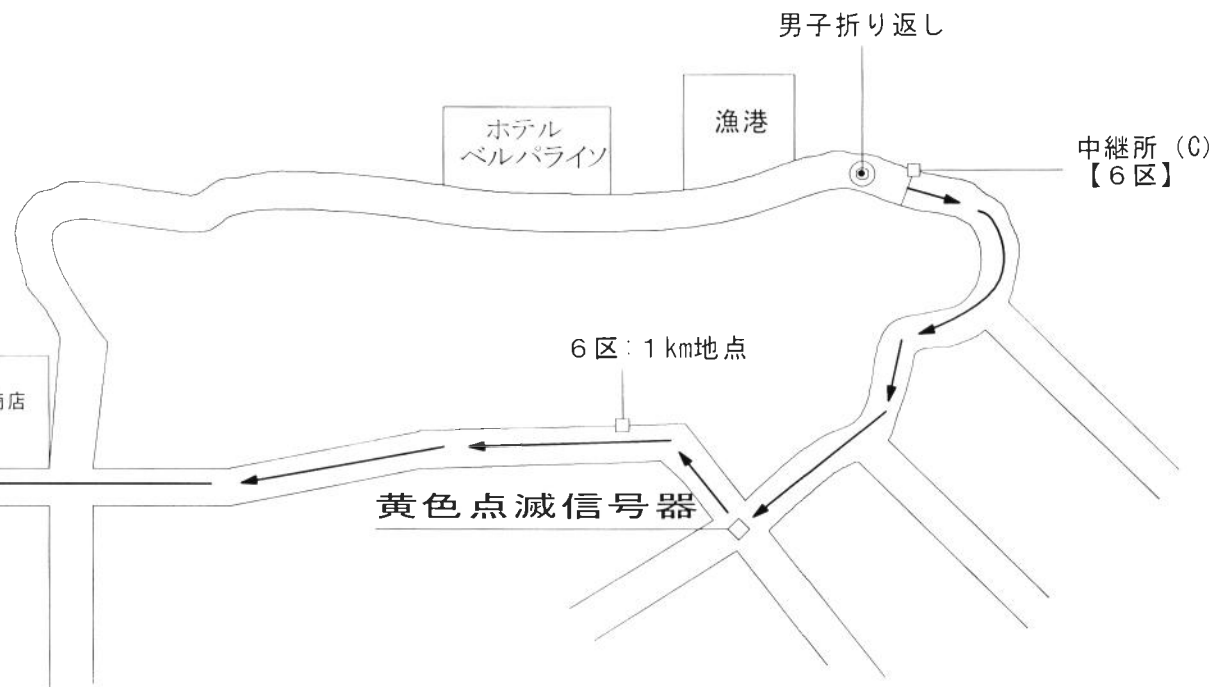 男子折り返し
漁港
ホテル
ベルパライソ
中継所 (C)
【6区】
6区:1km地点
店
黄色点滅信号器